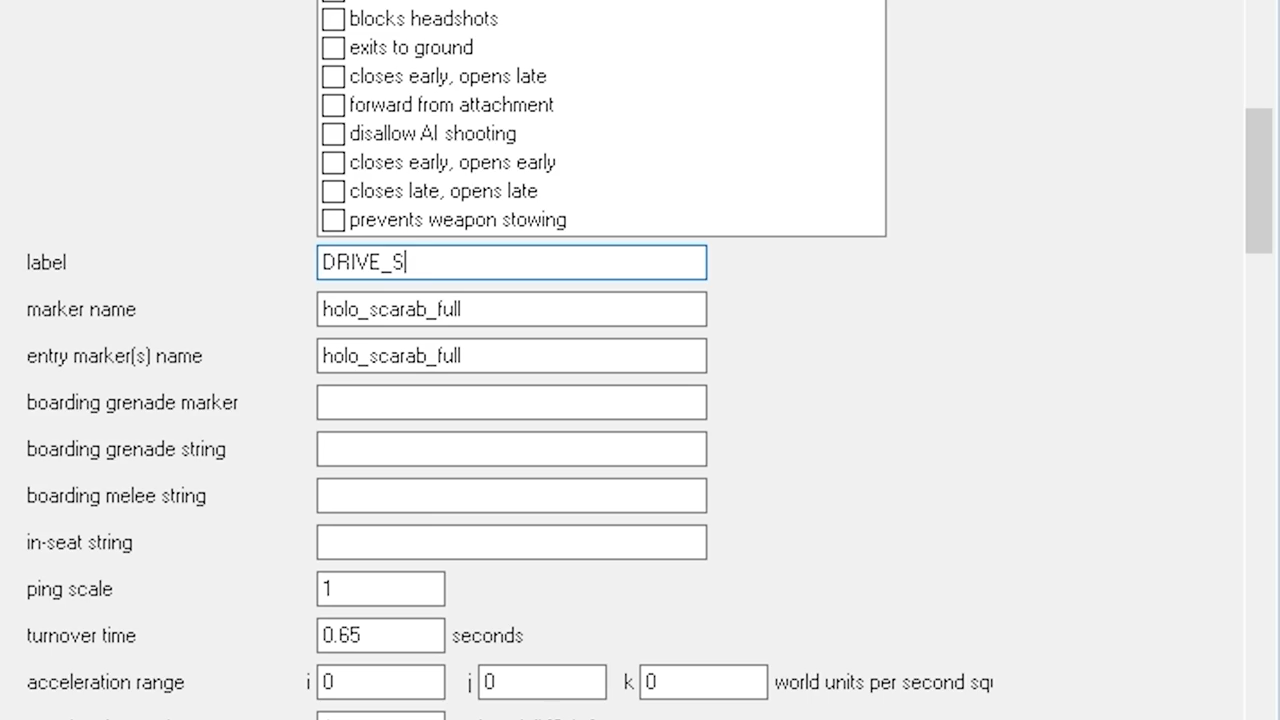 blocks headshots
exits to ground
closes early, opens late
forward from attachment
disallow AI shooting
closes early, opens early
closes late, opens late
prevents weapon stowing
label DRIVE_S
marker name holo_scarab_full
entry marker(s) name holo_scarab_full
boarding grenade marker
boarding grenade string
boarding melee string
in-seat string
ping scale 1
turnover time 0.65 seconds
acceleration range i 0 j 0 k 0 world units per second squ